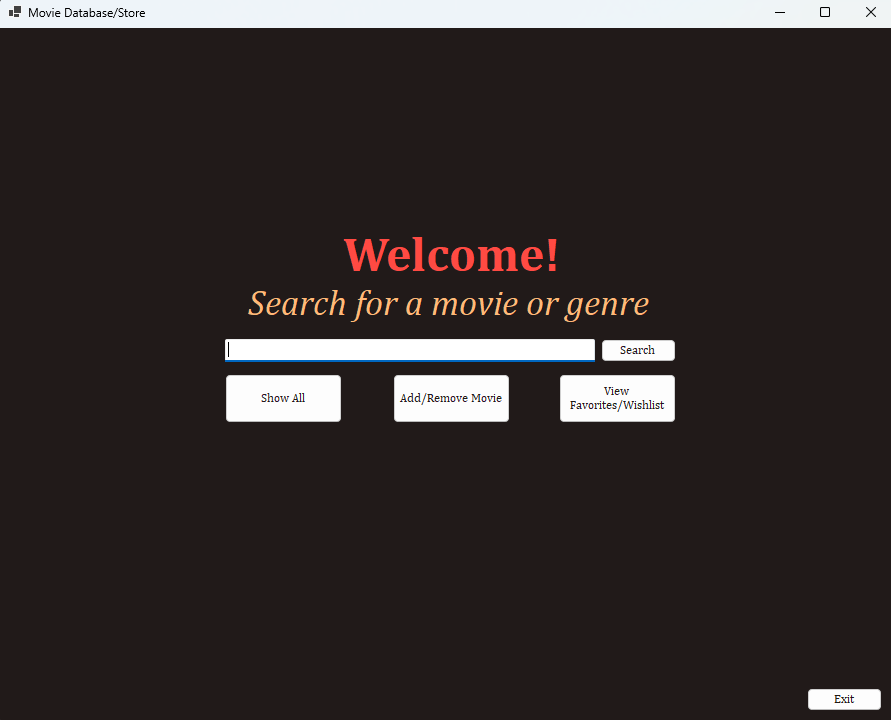 Movie Database/Store
Welcome!
Search for a movie or genre
Search
Show All
Add/Remove Movie
View
Favorites/Wishlist
Exit